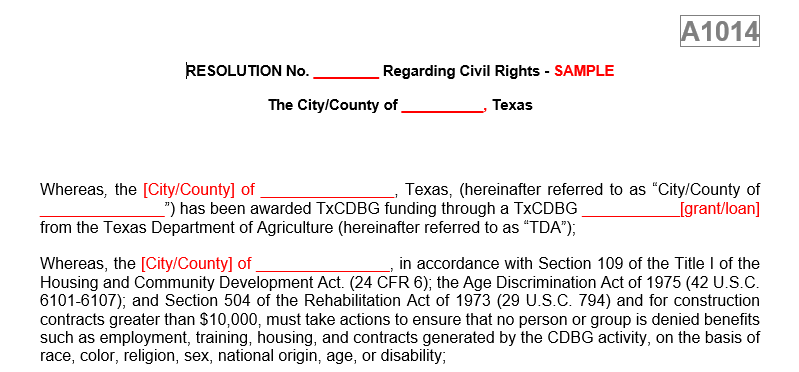 A1014
RESOLUTION No. ________ Regarding Civil Rights - SAMPLE
The City/County of __________, Texas
Whereas, the [City/County] of _______________, Texas, (hereinafter referred to as “City/County of
______________”) has been awarded TxCDBG funding through a TxCDBG ___________[grant/loan]
from the Texas Department of Agriculture (hereinafter referred to as “TDA”);
Whereas, the [City/County] of _______________, in accordance with Section 109 of the Title I of the
Housing and Community Development Act. (24 CFR 6); the Age Discrimination Act of 1975 (42 U.S.C.
6101-6107); and Section 504 of the Rehabilitation Act of 1973 (29 U.S.C. 794) and for construction
contracts greater than $10,000, must take actions to ensure that no person or group is denied benefits
such as employment, training, housing, and contracts generated by the CDBG activity, on the basis of
race, color, religion, sex, national origin, age, or disability;